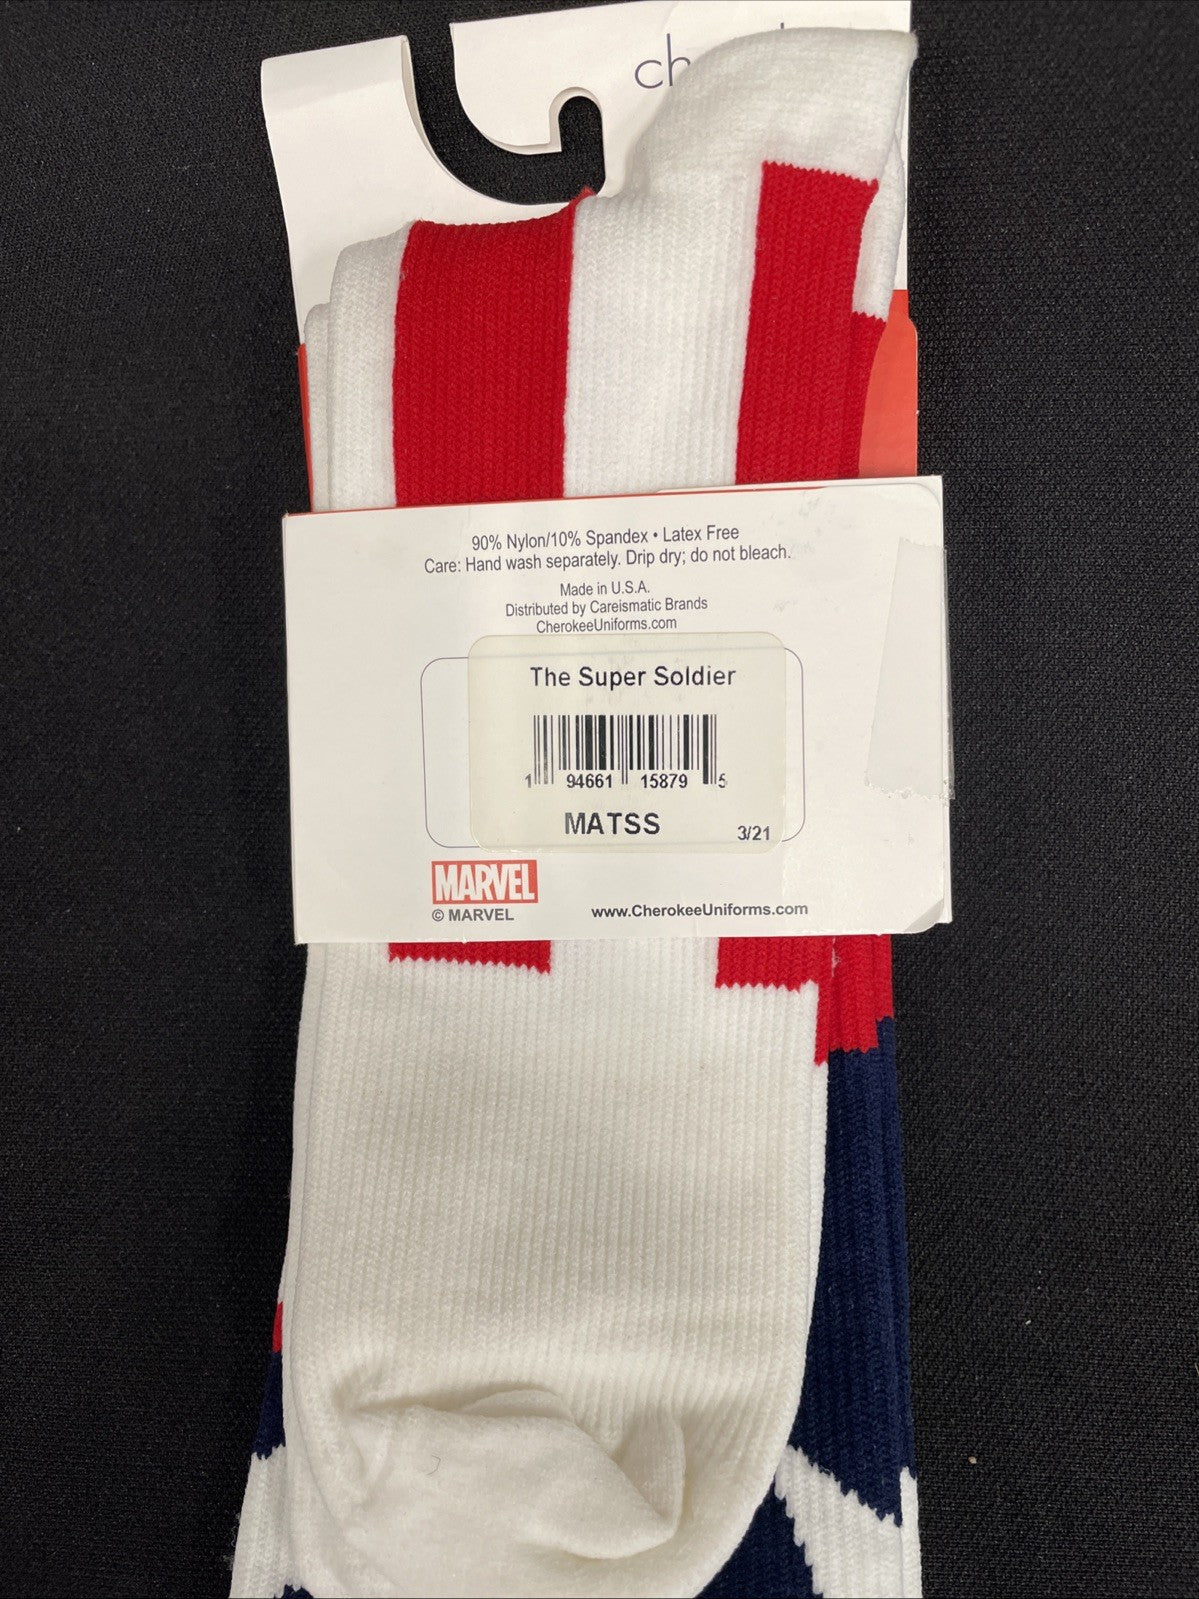 90% Nylon/10% Spandex • Latex Free
Care: Hand wash separately. Drip dry; do not bleach.
Made in U.S.A.
Distributed by Careismatic Brands
CherokeeUniforms.com
The Super Soldier
1 94661 15879 5
MATSS
3/21
MARVEL
© MARVEL
www.CherokeeUniforms.com